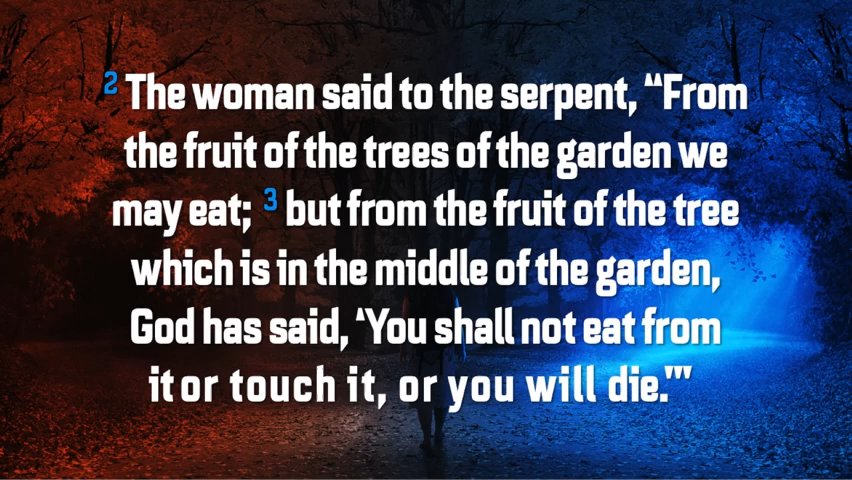 2 The woman said to the serpent, “From
the fruit of the trees of the garden we
may eat; 3 but from the fruit of the tree
which is in the middle of the garden,
God has said, ‘You shall not eat from
it or touch it, or you will die.’”